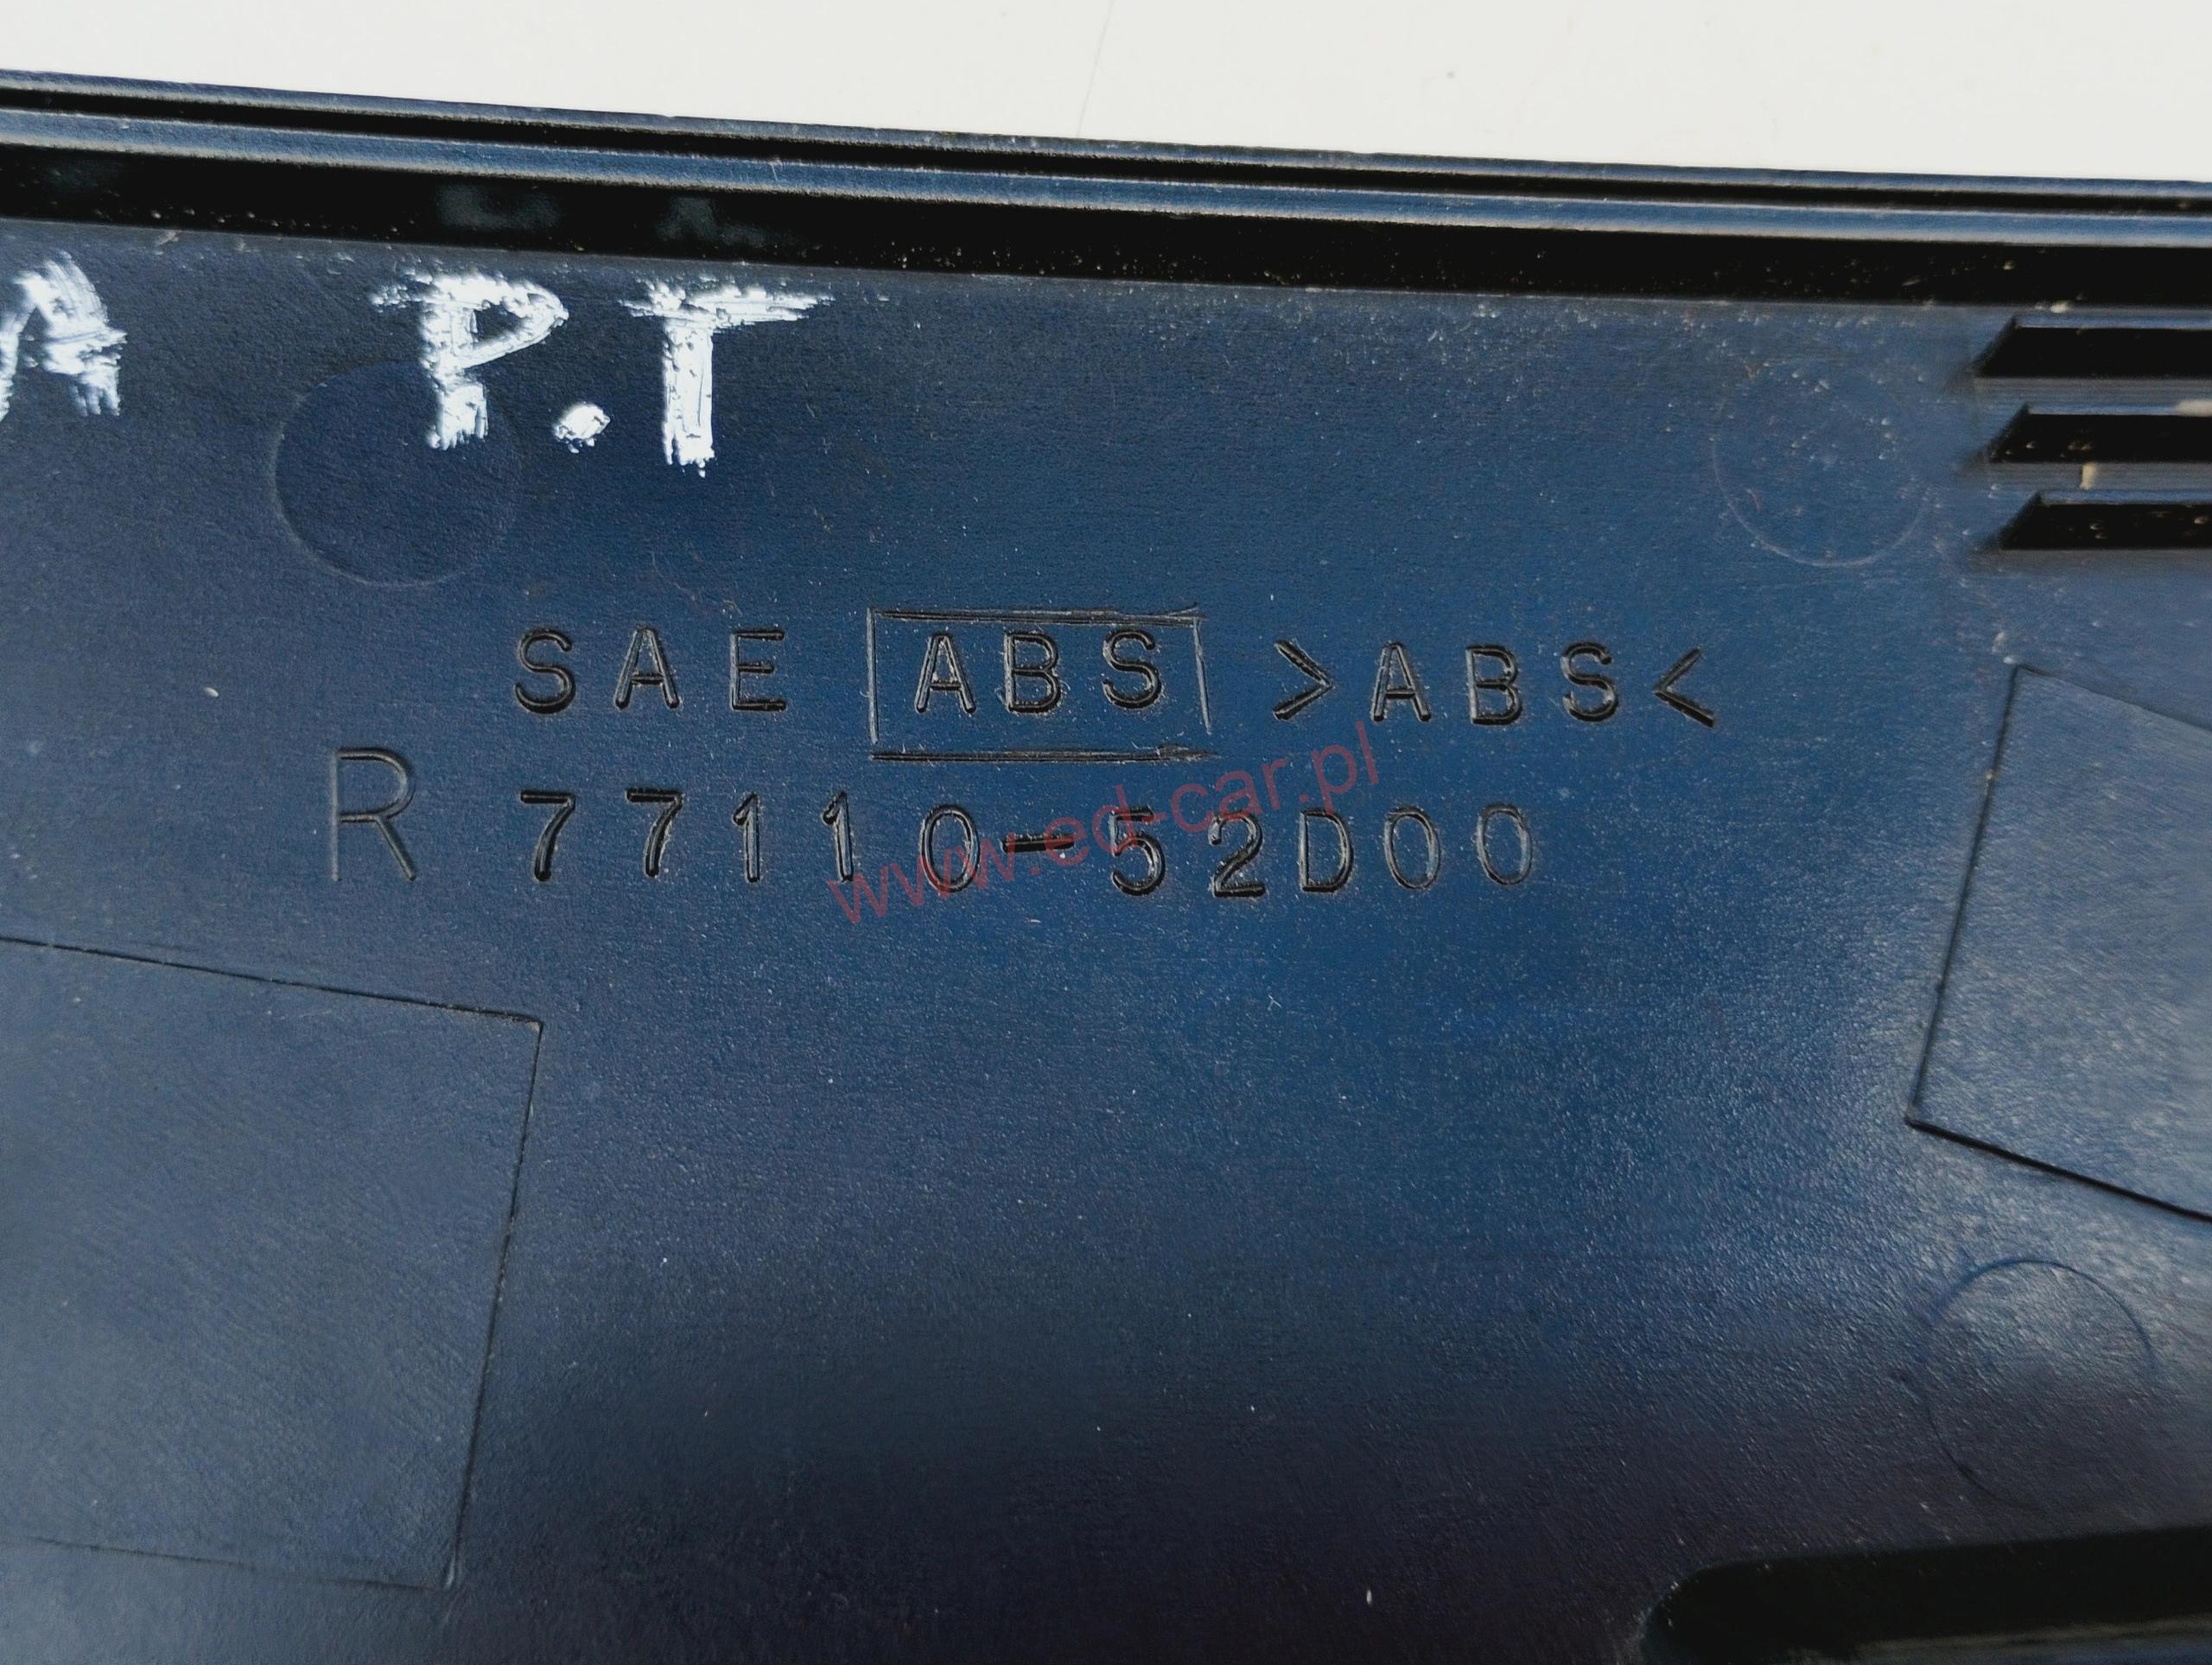 A P.T
SAE ABS >ABS<
R 77110-52D00
www.ed-car.pl